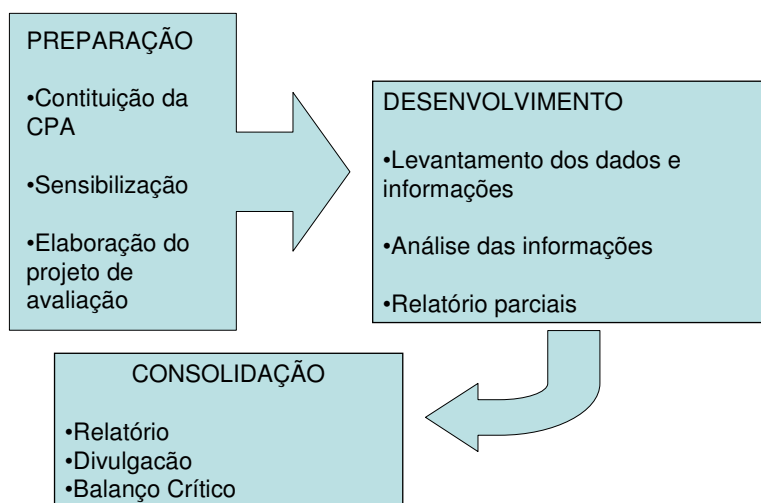 PREPARAÇÃO
•Contituição da
CPA
•Sensibilização
•Elaboração do
projeto de
avaliação
DESENVOLVIMENTO
•Levantamento dos dados e
informações
•Análise das informações
•Relatório parciais
CONSOLIDAÇÃO
•Relatório
•Divulgacão
•Balanço Crítico